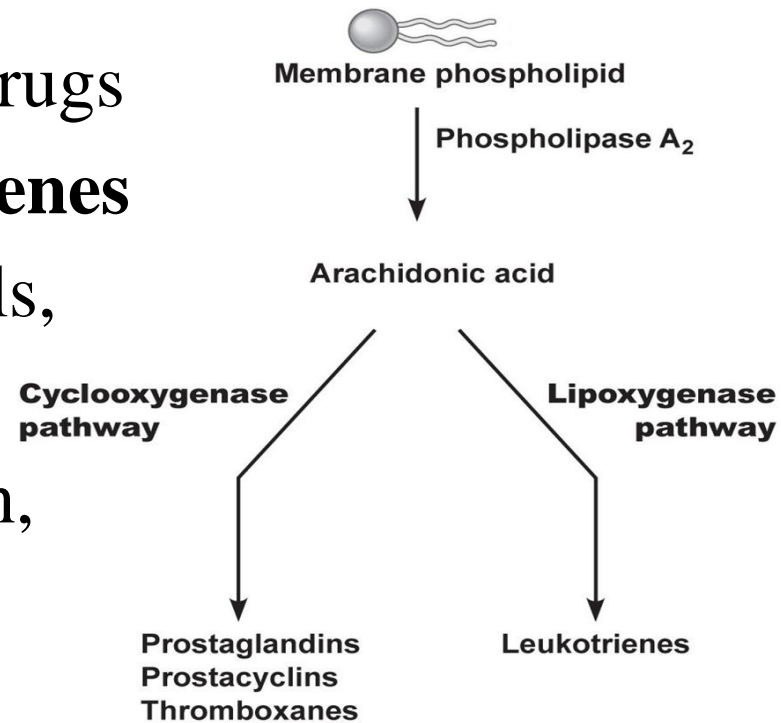 rugs
enes
ls,
n,
Membrane phospholipid
Phospholipase A₂
Arachidonic acid
Cyclooxygenase
pathway
Lipoxygenase
pathway
Prostaglandins
Prostacyclins
Thromboxanes
Leukotrienes